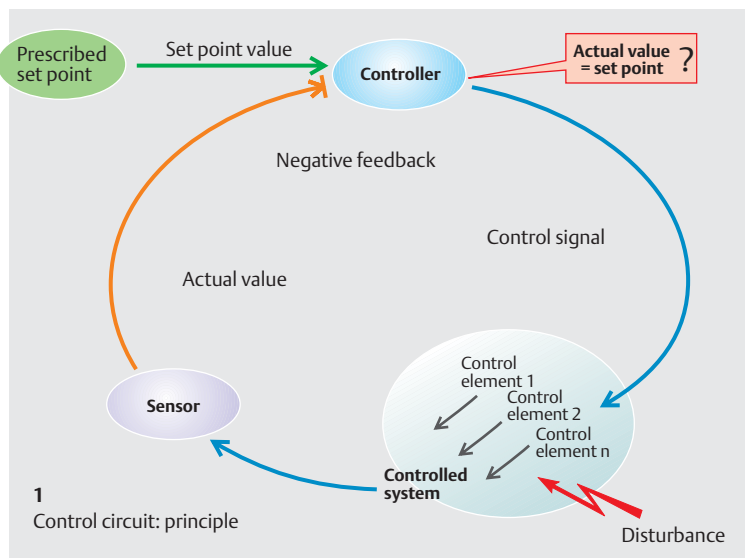 Prescribed
set point
Set point value
Controller
Actual value
= set point ?
Negative feedback
Control signal
Actual value
Control
element 1
Control
element 2
Control
element n
Sensor
Controlled
system
1
Control circuit: principle
Disturbance